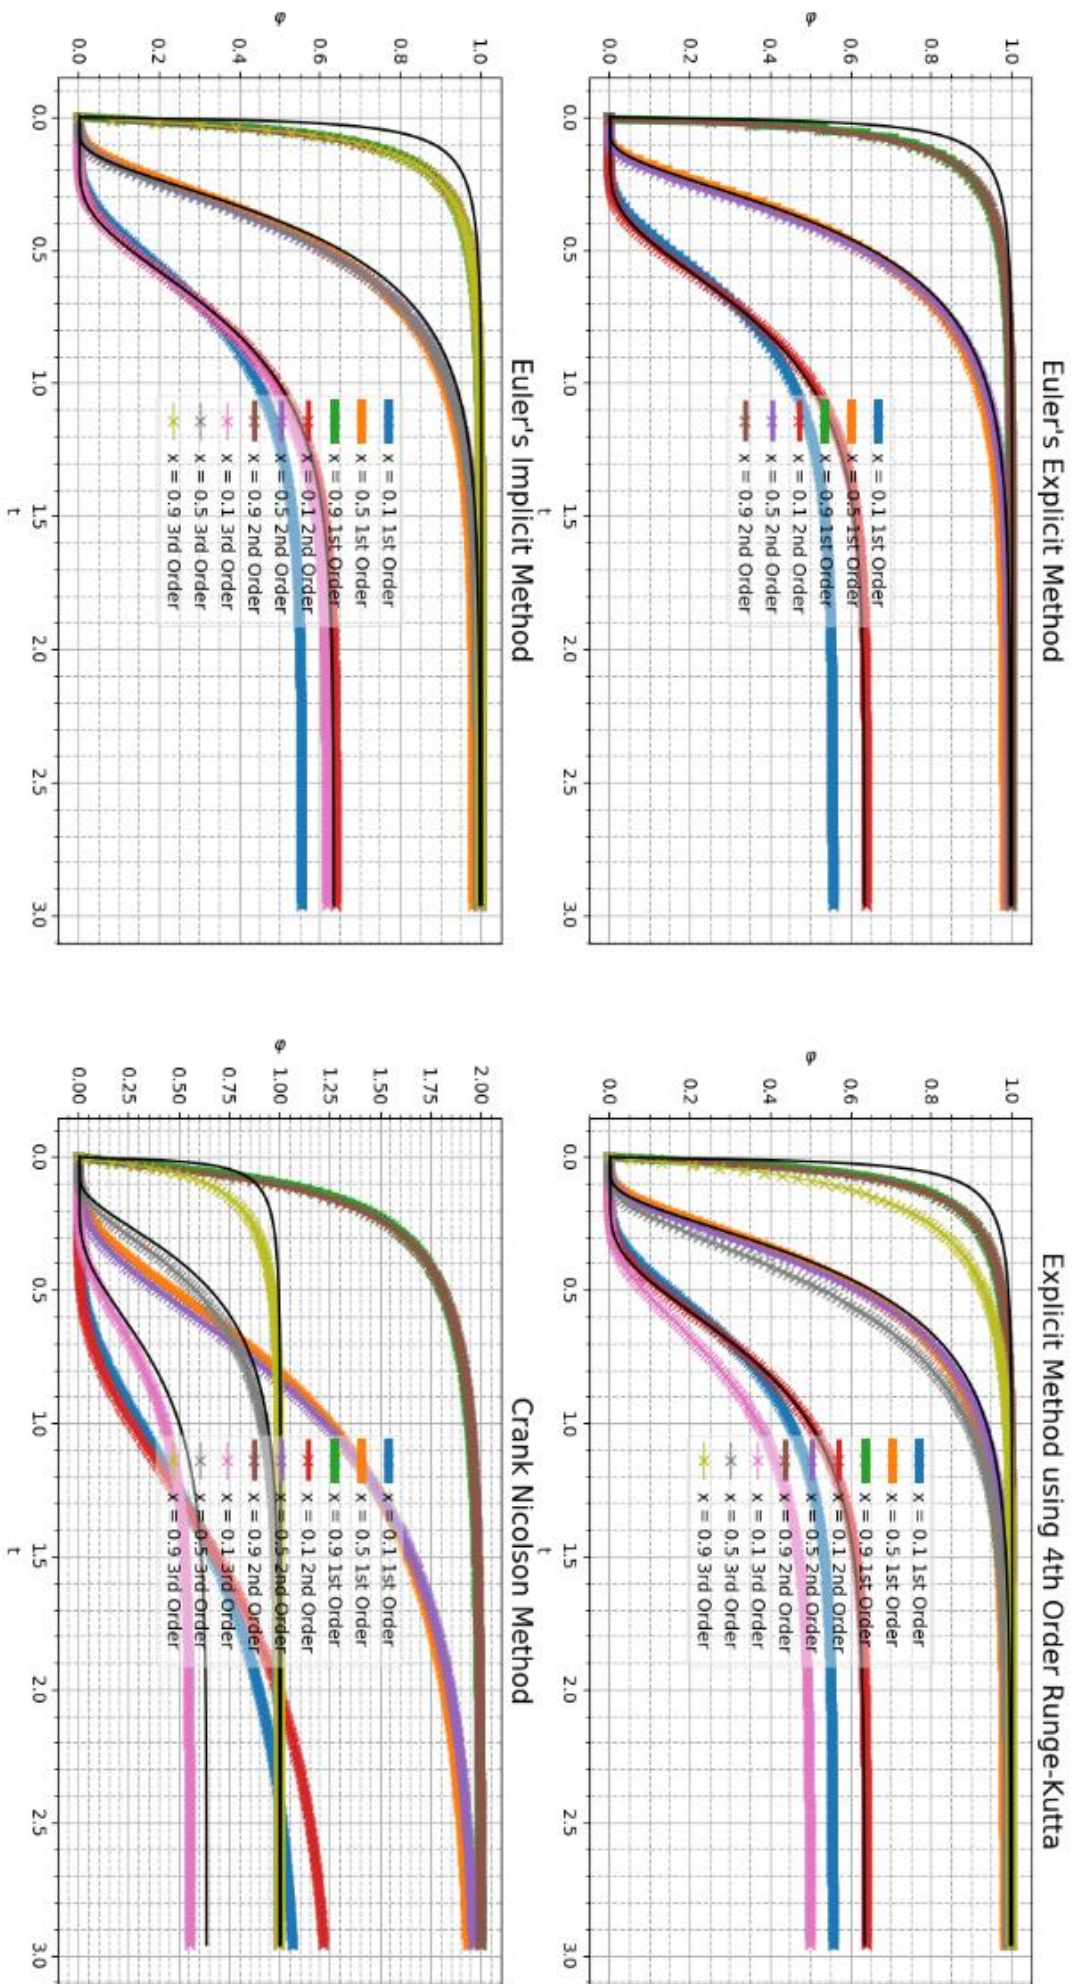 Euler's Explicit Method
φ
1.0
0.8
0.6
0.4
0.2
0.0
x = 0.1 1st Order
x = 0.5 1st Order
x = 0.9 1st Order
x = 0.1 2nd Order
x = 0.5 2nd Order
x = 0.9 2nd Order
0.0 0.5 1.0 1.5 2.0 2.5 3.0
t
Explicit Method using 4th Order Runge-Kutta
φ
1.0
0.8
0.6
0.4
0.2
0.0
x = 0.1 1st Order
x = 0.5 1st Order
x = 0.9 1st Order
x = 0.1 2nd Order
x = 0.5 2nd Order
x = 0.9 2nd Order
x = 0.1 3rd Order
x = 0.5 3rd Order
x = 0.9 3rd Order
0.0 0.5 1.0 1.5 2.0 2.5 3.0
t
Euler's Implicit Method
φ
1.0
0.8
0.6
0.4
0.2
0.0
x = 0.1 1st Order
x = 0.5 1st Order
x = 0.9 1st Order
x = 0.1 2nd Order
x = 0.5 2nd Order
x = 0.9 2nd Order
x = 0.1 3rd Order
x = 0.5 3rd Order
x = 0.9 3rd Order
0.0 0.5 1.0 1.5 2.0 2.5 3.0
t
Crank Nicolson Method
φ
2.00
1.75
1.50
1.25
1.00
0.75
0.50
0.25
0.00
x = 0.1 1st Order
x = 0.5 1st Order
x = 0.9 1st Order
x = 0.1 2nd Order
x = 0.5 2nd Order
x = 0.9 2nd Order
x = 0.1 3rd Order
x = 0.5 3rd Order
x = 0.9 3rd Order
0.0 0.5 1.0 1.5 2.0 2.5 3.0
t